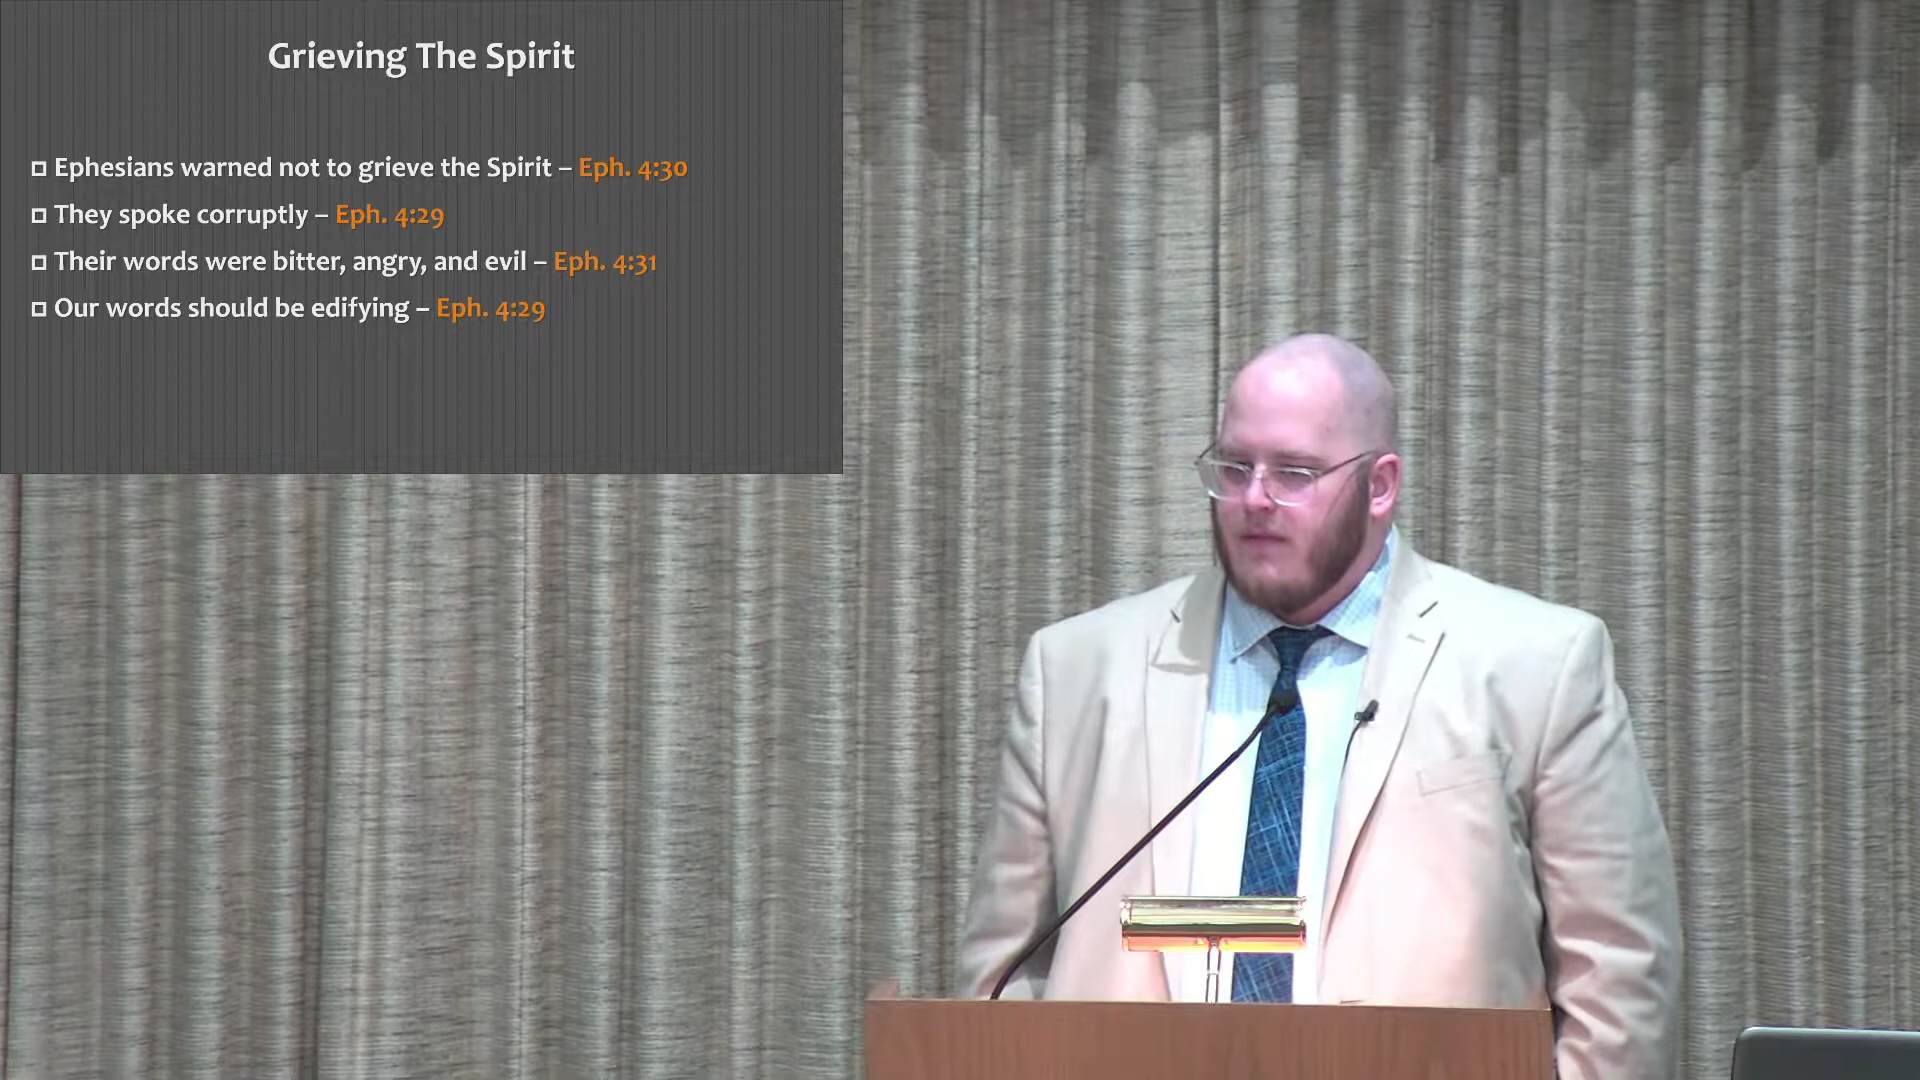 Grieving The Spirit
Ephesians warned not to grieve the Spirit – Eph. 4:30
They spoke corruptly – Eph. 4:29
Their words were bitter, angry, and evil – Eph. 4:31
Our words should be edifying – Eph. 4:29